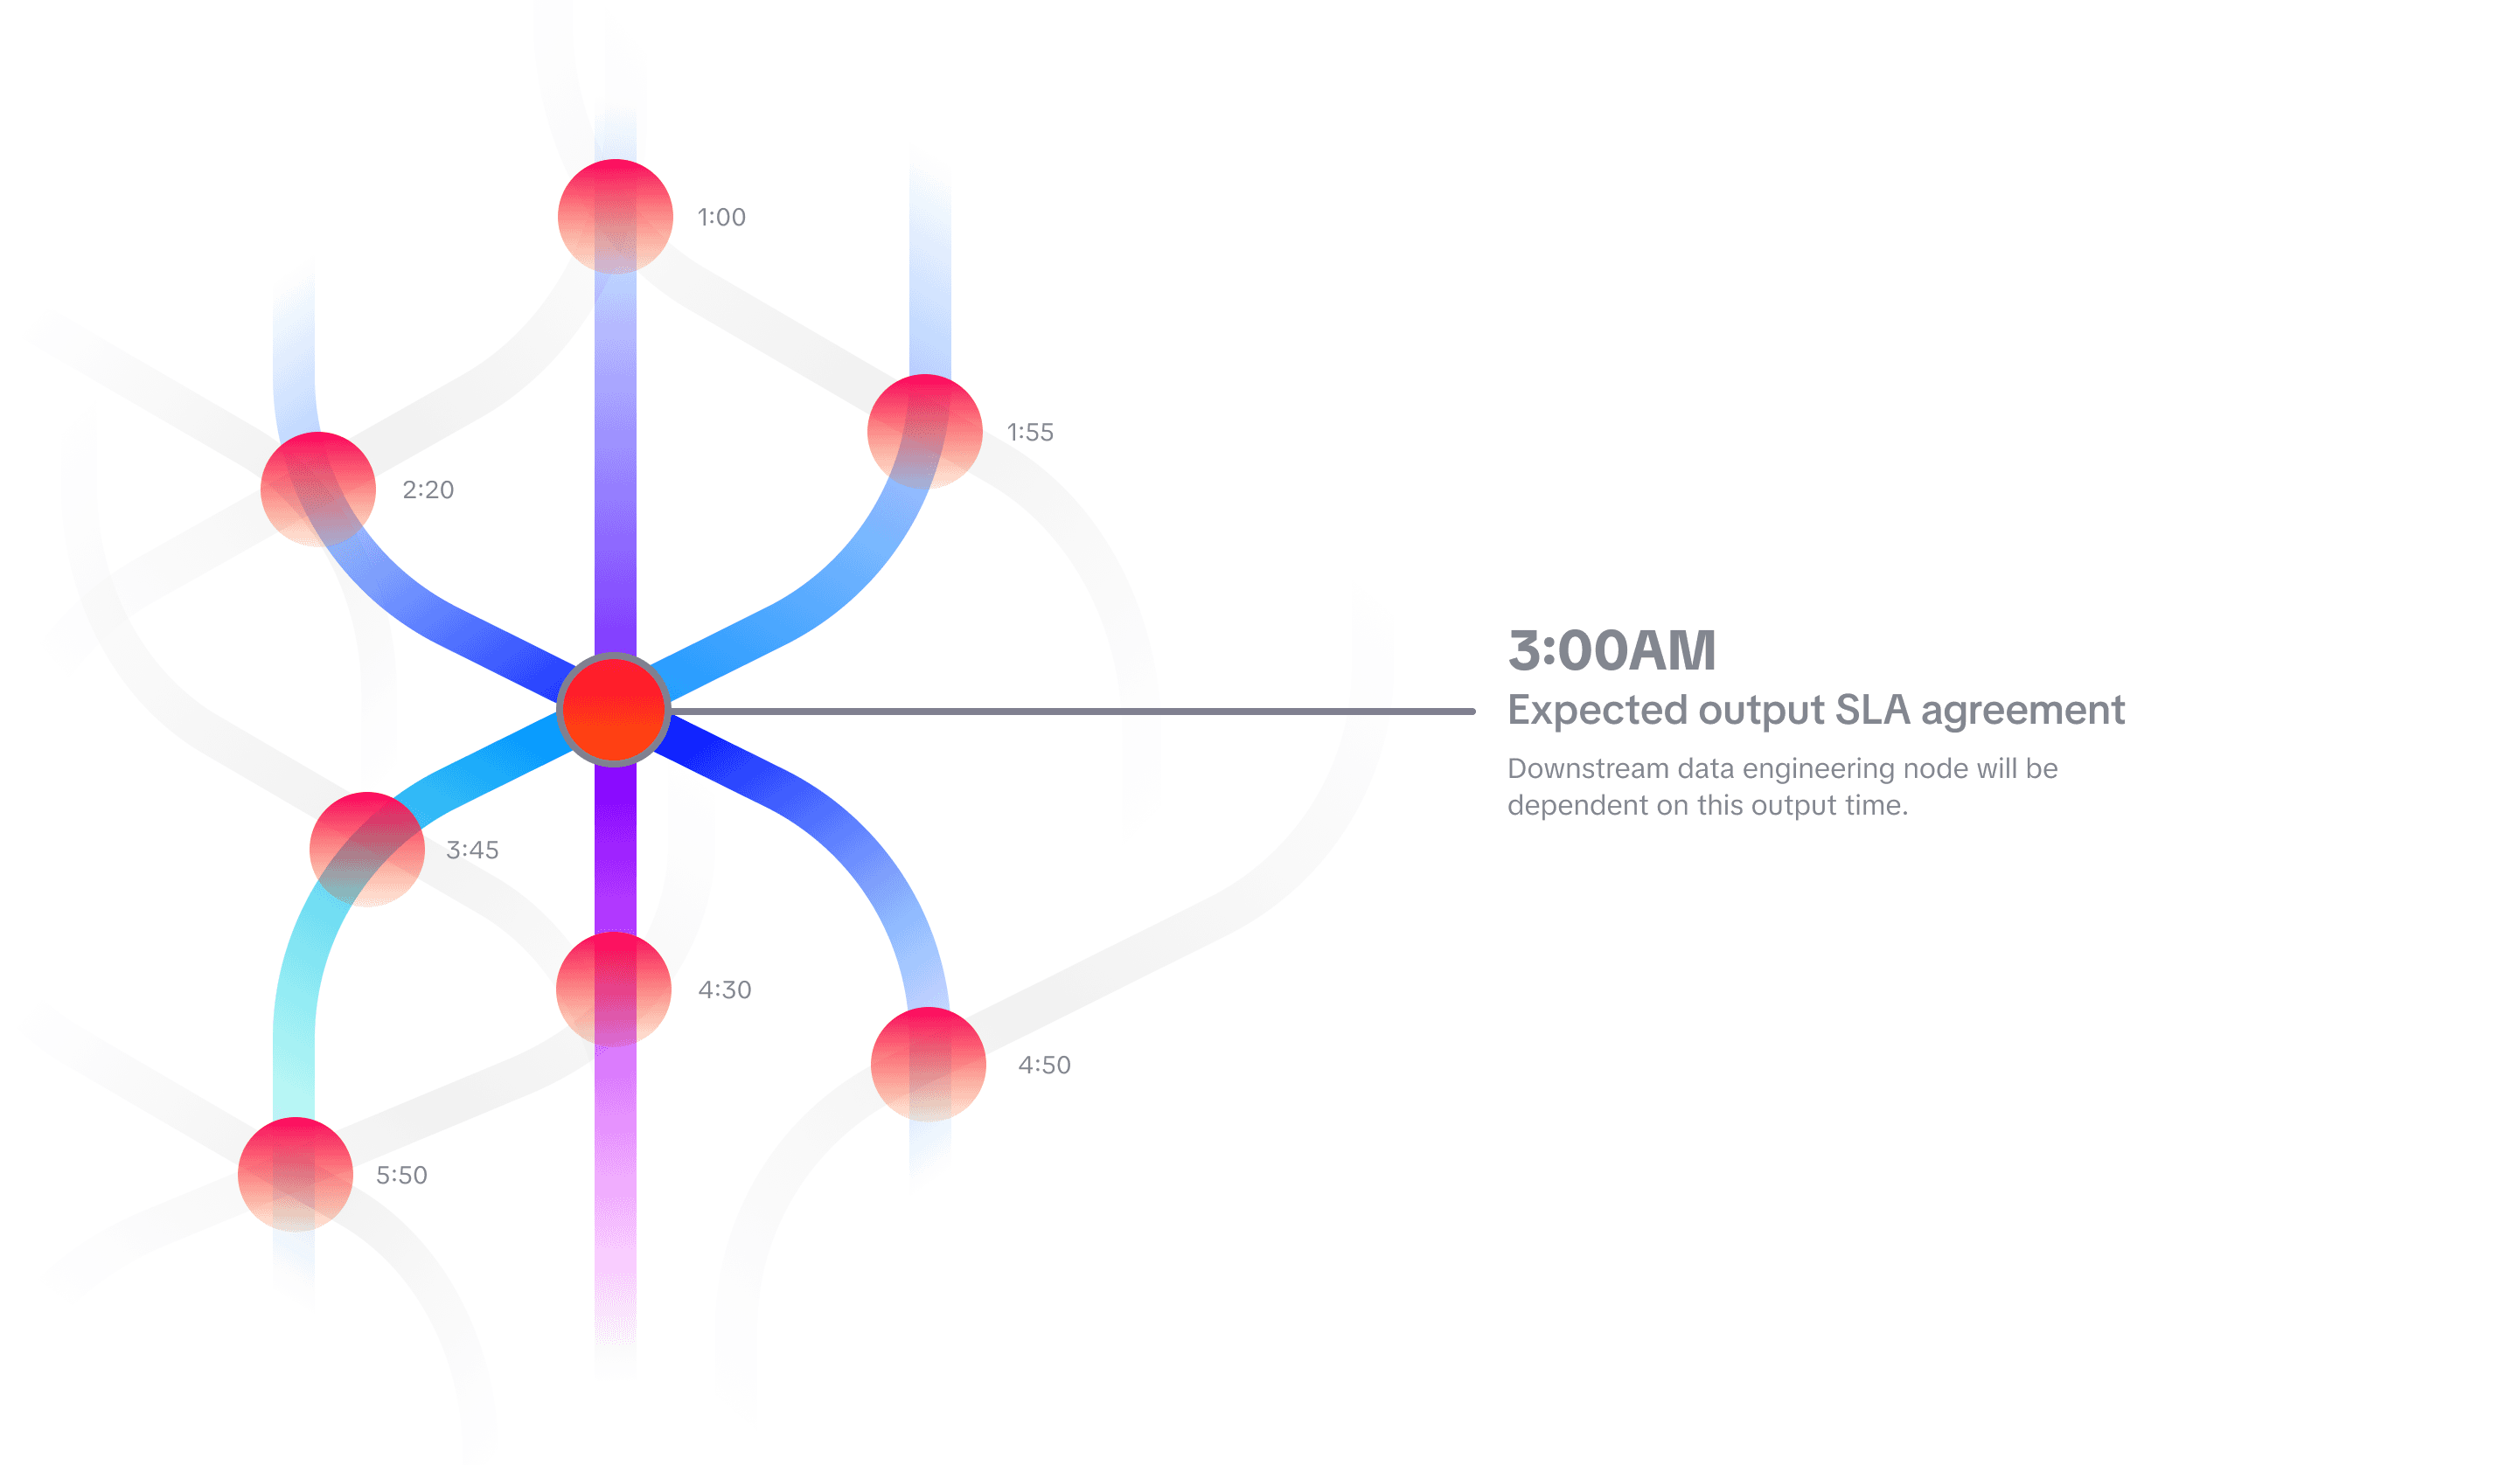 1:00
1:55
2:20
3:00AM
Expected output SLA agreement
Downstream data engineering node will be
dependent on this output time.
3:45
4:30
4:50
5:50